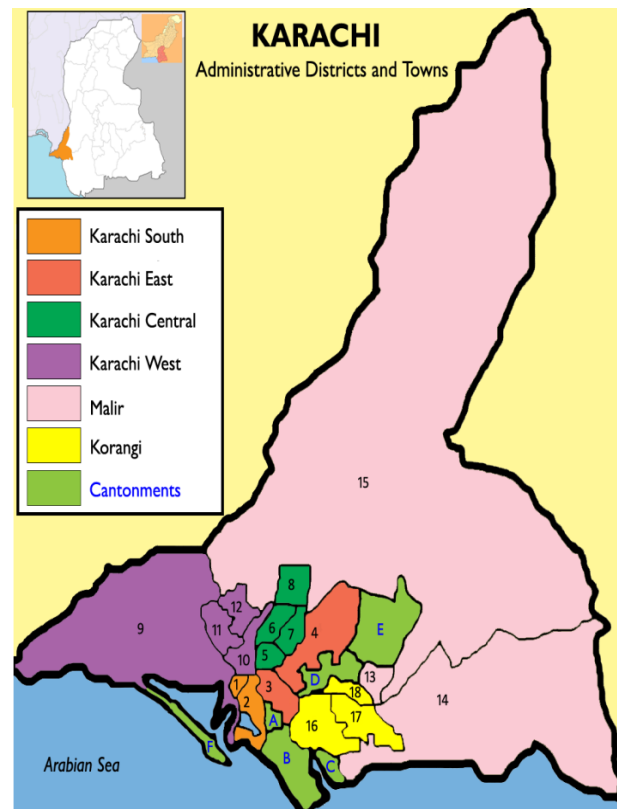 KARACHI
Administrative Districts and Towns
Karachi South
Karachi East
Karachi Central
Karachi West
Malir
Korangi
Cantonments
15
8
9
12
11
6
7
4
E
10
5
13
D
1
2
3
18
14
A
16
17
F
B
C
Arabian Sea